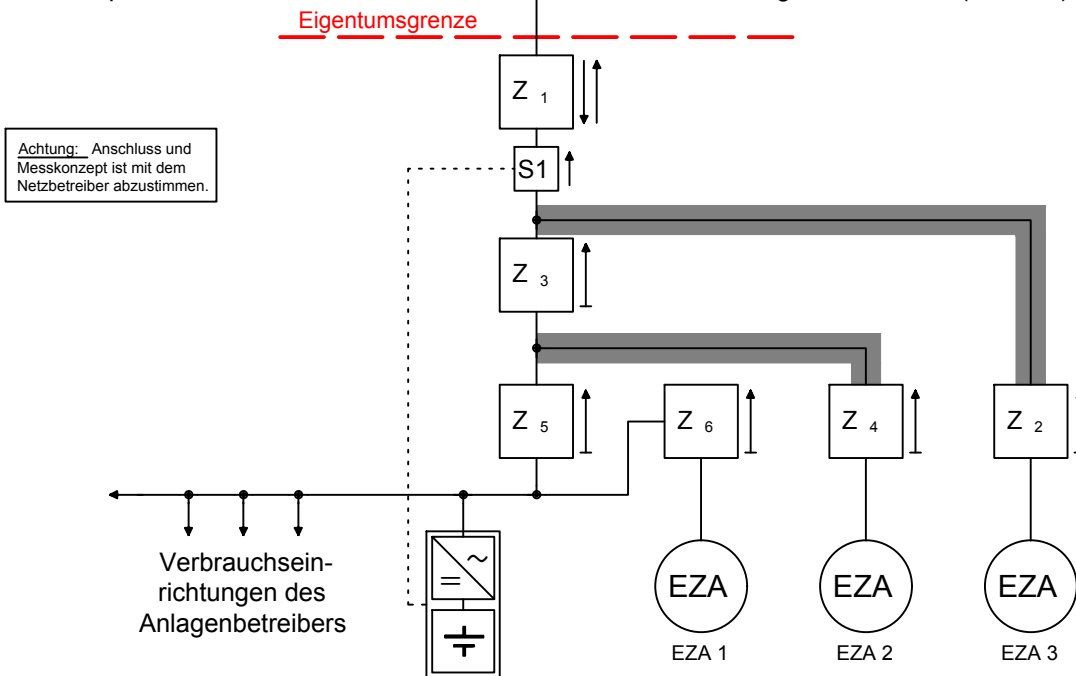 Eigentumsgrenze
Z 1
Achtung: Anschluss und
Messkonzept ist mit dem
Netzbetreiber abzustimmen.
S1
Z 3
Z 5
Z 6
Z 4
Z 2
Verbrauchsein-
richtungen des
Anlagenbetreibers
EZA
EZA
EZA
EZA 1
EZA 2
EZA 3